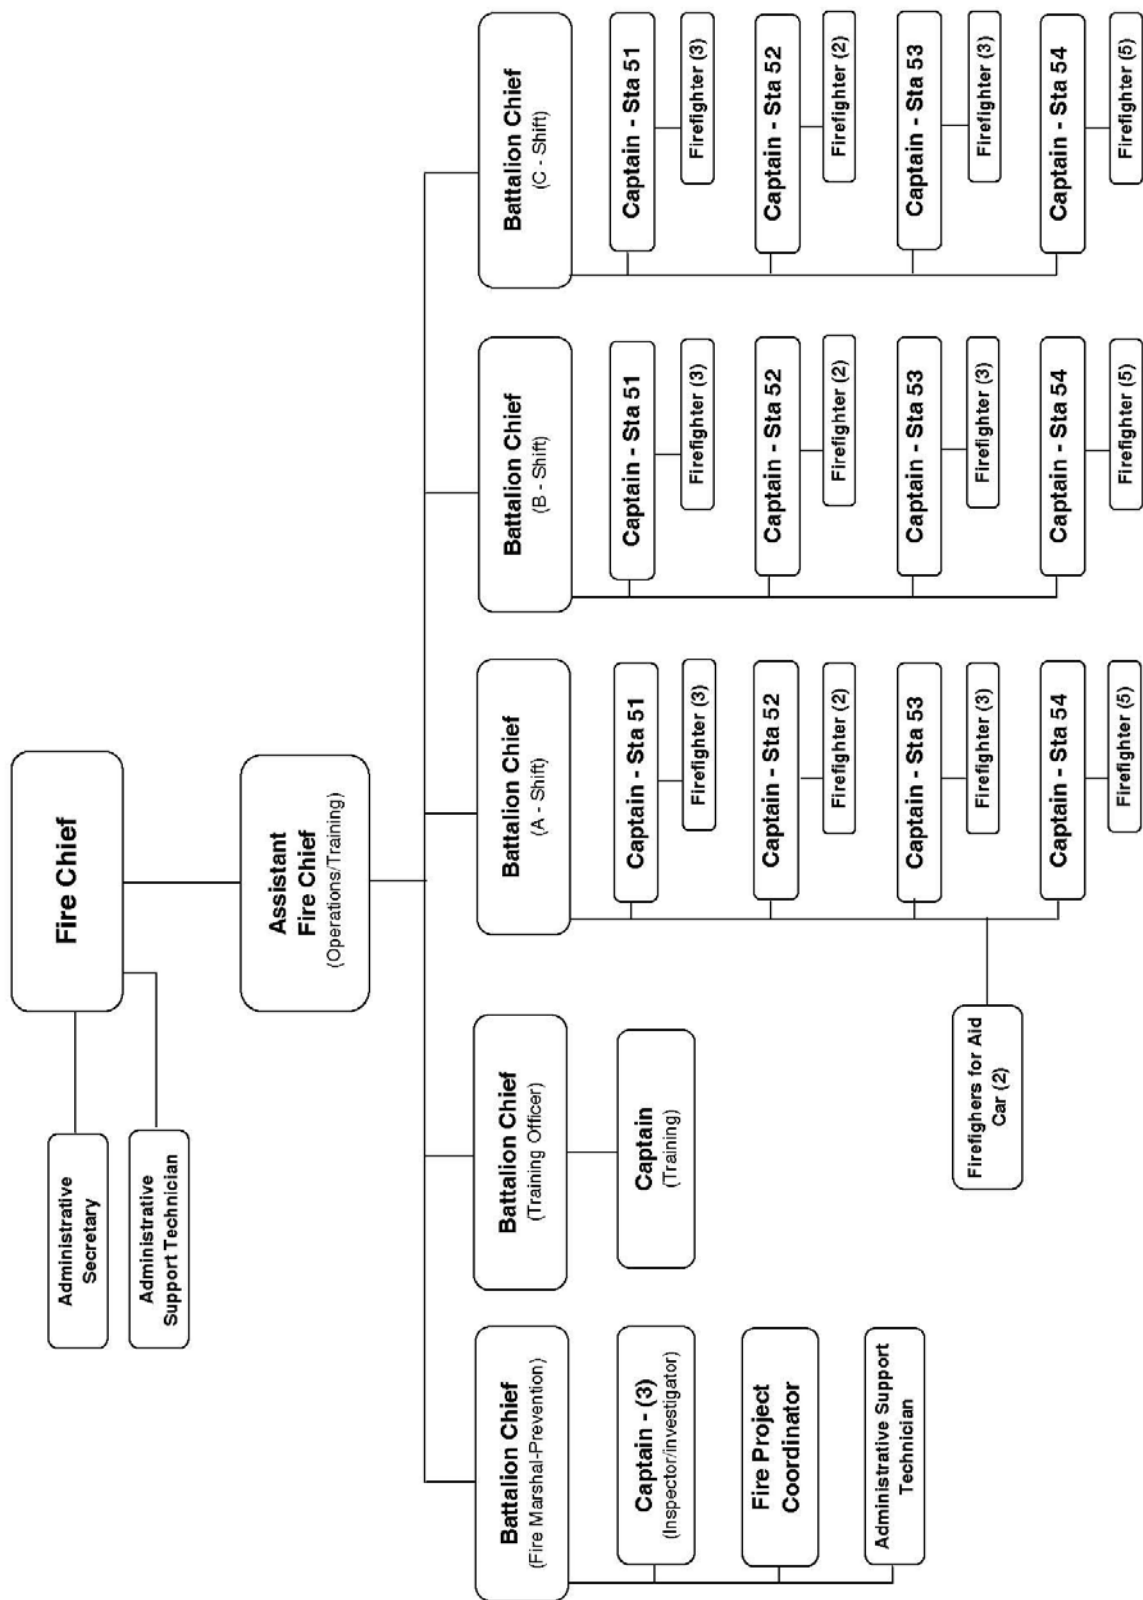 Fire Chief
Administrative
Secretary
Administrative
Support Technician
Assistant
Fire Chief
(Operations/Training)
Battalion Chief
(Fire Marshal-Prevention)
Captain - (3)
(Inspector/investigator)
Fire Project
Coordinator
Administrative Support
Technician
Battalion Chief
(Training Officer)
Captain
(Training)
Battalion Chief
(A - Shift)
Captain - Sta 51
Firefighter (3)
Captain - Sta 52
Firefighter (2)
Captain - Sta 53
Firefighter (3)
Firefighers for Aid
Car (2)
Captain - Sta 54
Firefighter (5)
Battalion Chief
(B - Shift)
Captain - Sta 51
Firefighter (3)
Captain - Sta 52
Firefighter (2)
Captain - Sta 53
Firefighter (3)
Captain - Sta 54
Firefighter (5)
Battalion Chief
(C - Shift)
Captain - Sta 51
Firefighter (3)
Captain - Sta 52
Firefighter (2)
Captain - Sta 53
Firefighter (3)
Captain - Sta 54
Firefighter (5)